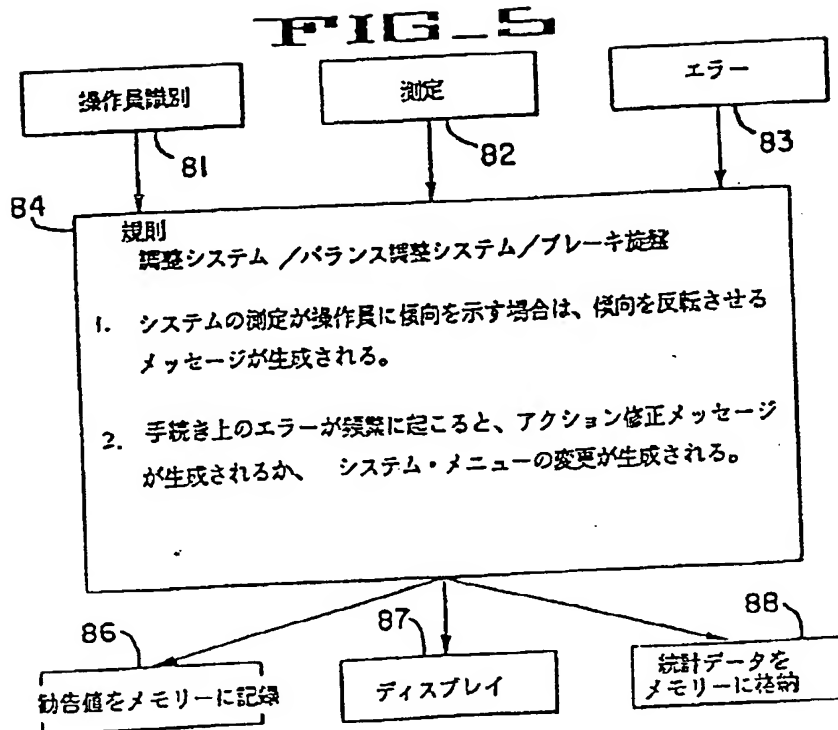 FIG_5
操作員識別
測定
エラー
81
82
83
84
規則
調整システム／バランス調整システム／ブレーキ旋盤
1. システムの測定が操作員に傾向を示す場合は、傾向を反転させる
メッセージが生成される。
2. 手続き上のエラーが頻繁に起こると、アクション修正メッセージ
が生成されるか、 システム・メニューの変更が生成される。
86
87
88
勧告値をメモリーに記録
ディスプレイ
統計データを
メモリーに格納